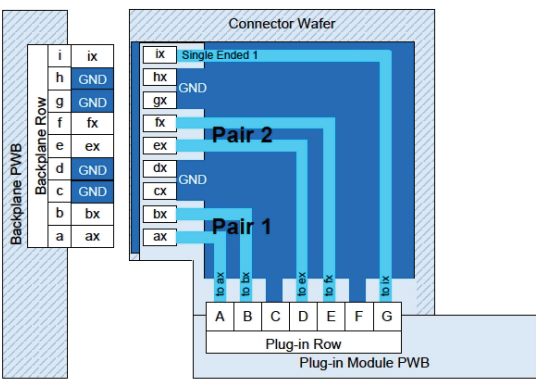 Connector Wafer
Backplane PWB
Backplane Row
i ix
h GND
g GND
f fx
e ex
d GND
c GND
b bx
a ax
ix Single Ended 1
hx
GND
gx
fx
Pair 2
ex
dx
GND
cx
bx
Pair 1
ax
to ax
to bx
to ex
to fx
to ix
A B C D E F G
Plug-in Row
Plug-in Module PWB